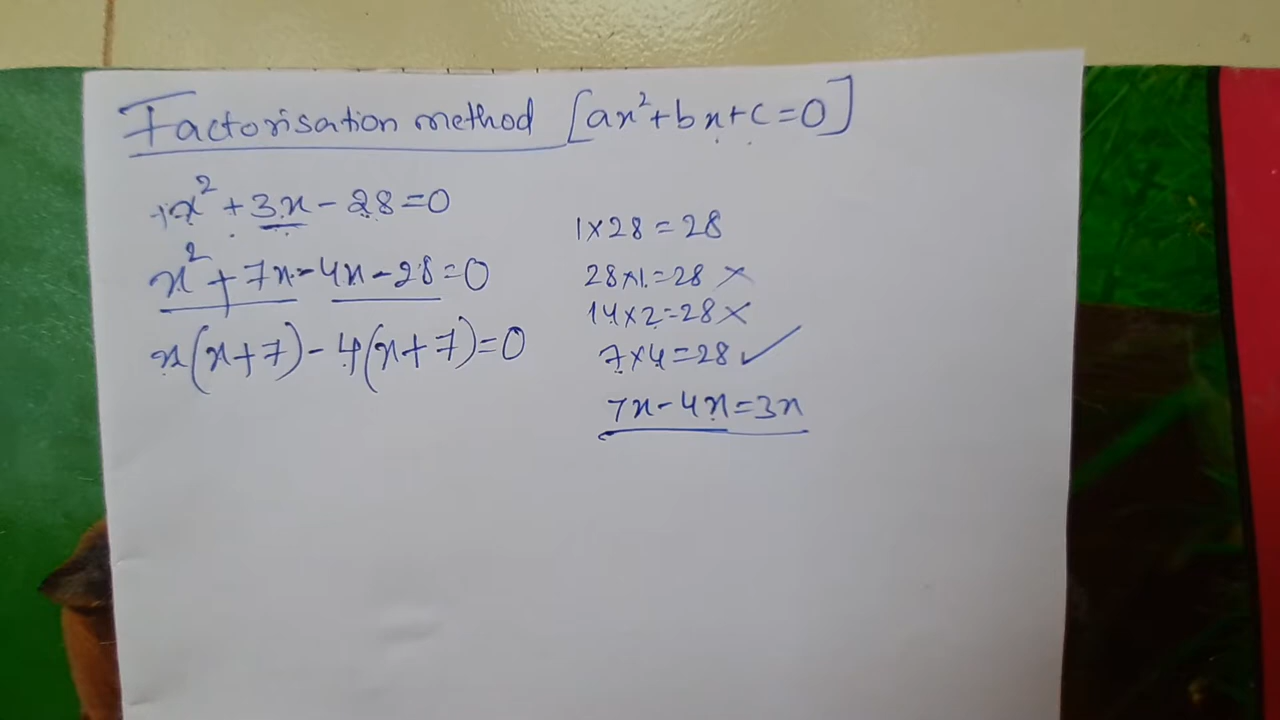 Factorisation method [ax²+bx+c=0]
1x²+3x-28=0
x²+7x-4x-28=0
x(x+7)-4(x+7)=0
1×28=28
28×1=28 ×
14×2=28×
7×4=28✓
7x-4x=3x